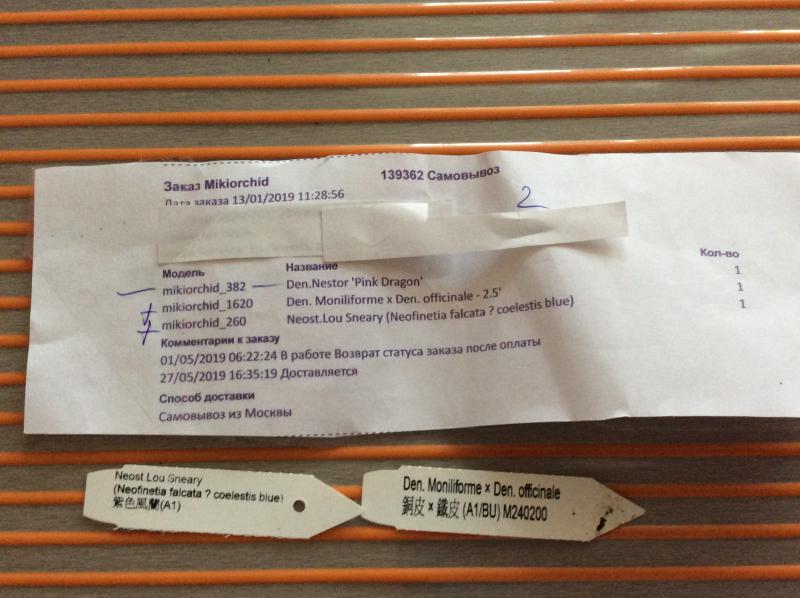 Заказ Mikiorchid 139362 Самовывоз
Дата заказа 13/01/2019 11:28:56
2
Модель Название Кол-во
mikiorchid_382 Den.Nestor 'Pink Dragon' 1
mikiorchid_1620 Den. Moniliforme x Den. officinale - 2.5' 1
mikiorchid_260 Neost.Lou Sneary (Neofinetia falcata ? coelestis blue) 1
Комментарии к заказу
01/05/2019 06:22:24 В работе Возврат статуса заказа после оплаты
27/05/2019 16:35:19 Доставляется
Способ доставки
Самовывоз из Москвы
Neost.Lou Sneary
(Neofinetia falcata ? coelestis blue)
紫色風蘭(A1)
Den. Moniliforme × Den. officinale
銅皮 × 鐵皮 (A1/BU) M240200